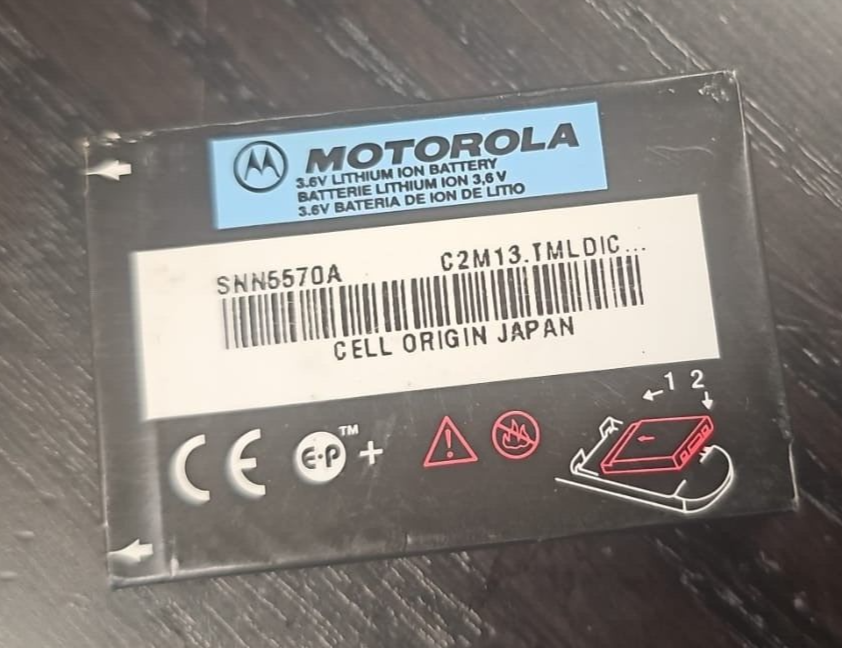 MOTOROLA
3.6V LITHIUM ION BATTERY
BATTERIE LITHIUM ION 3,6 V
3.6V BATERIA DE ION DE LITIO
SNN5570A C2M13.TMLDIC...
CELL ORIGIN JAPAN
1 2
CE E·P™ +